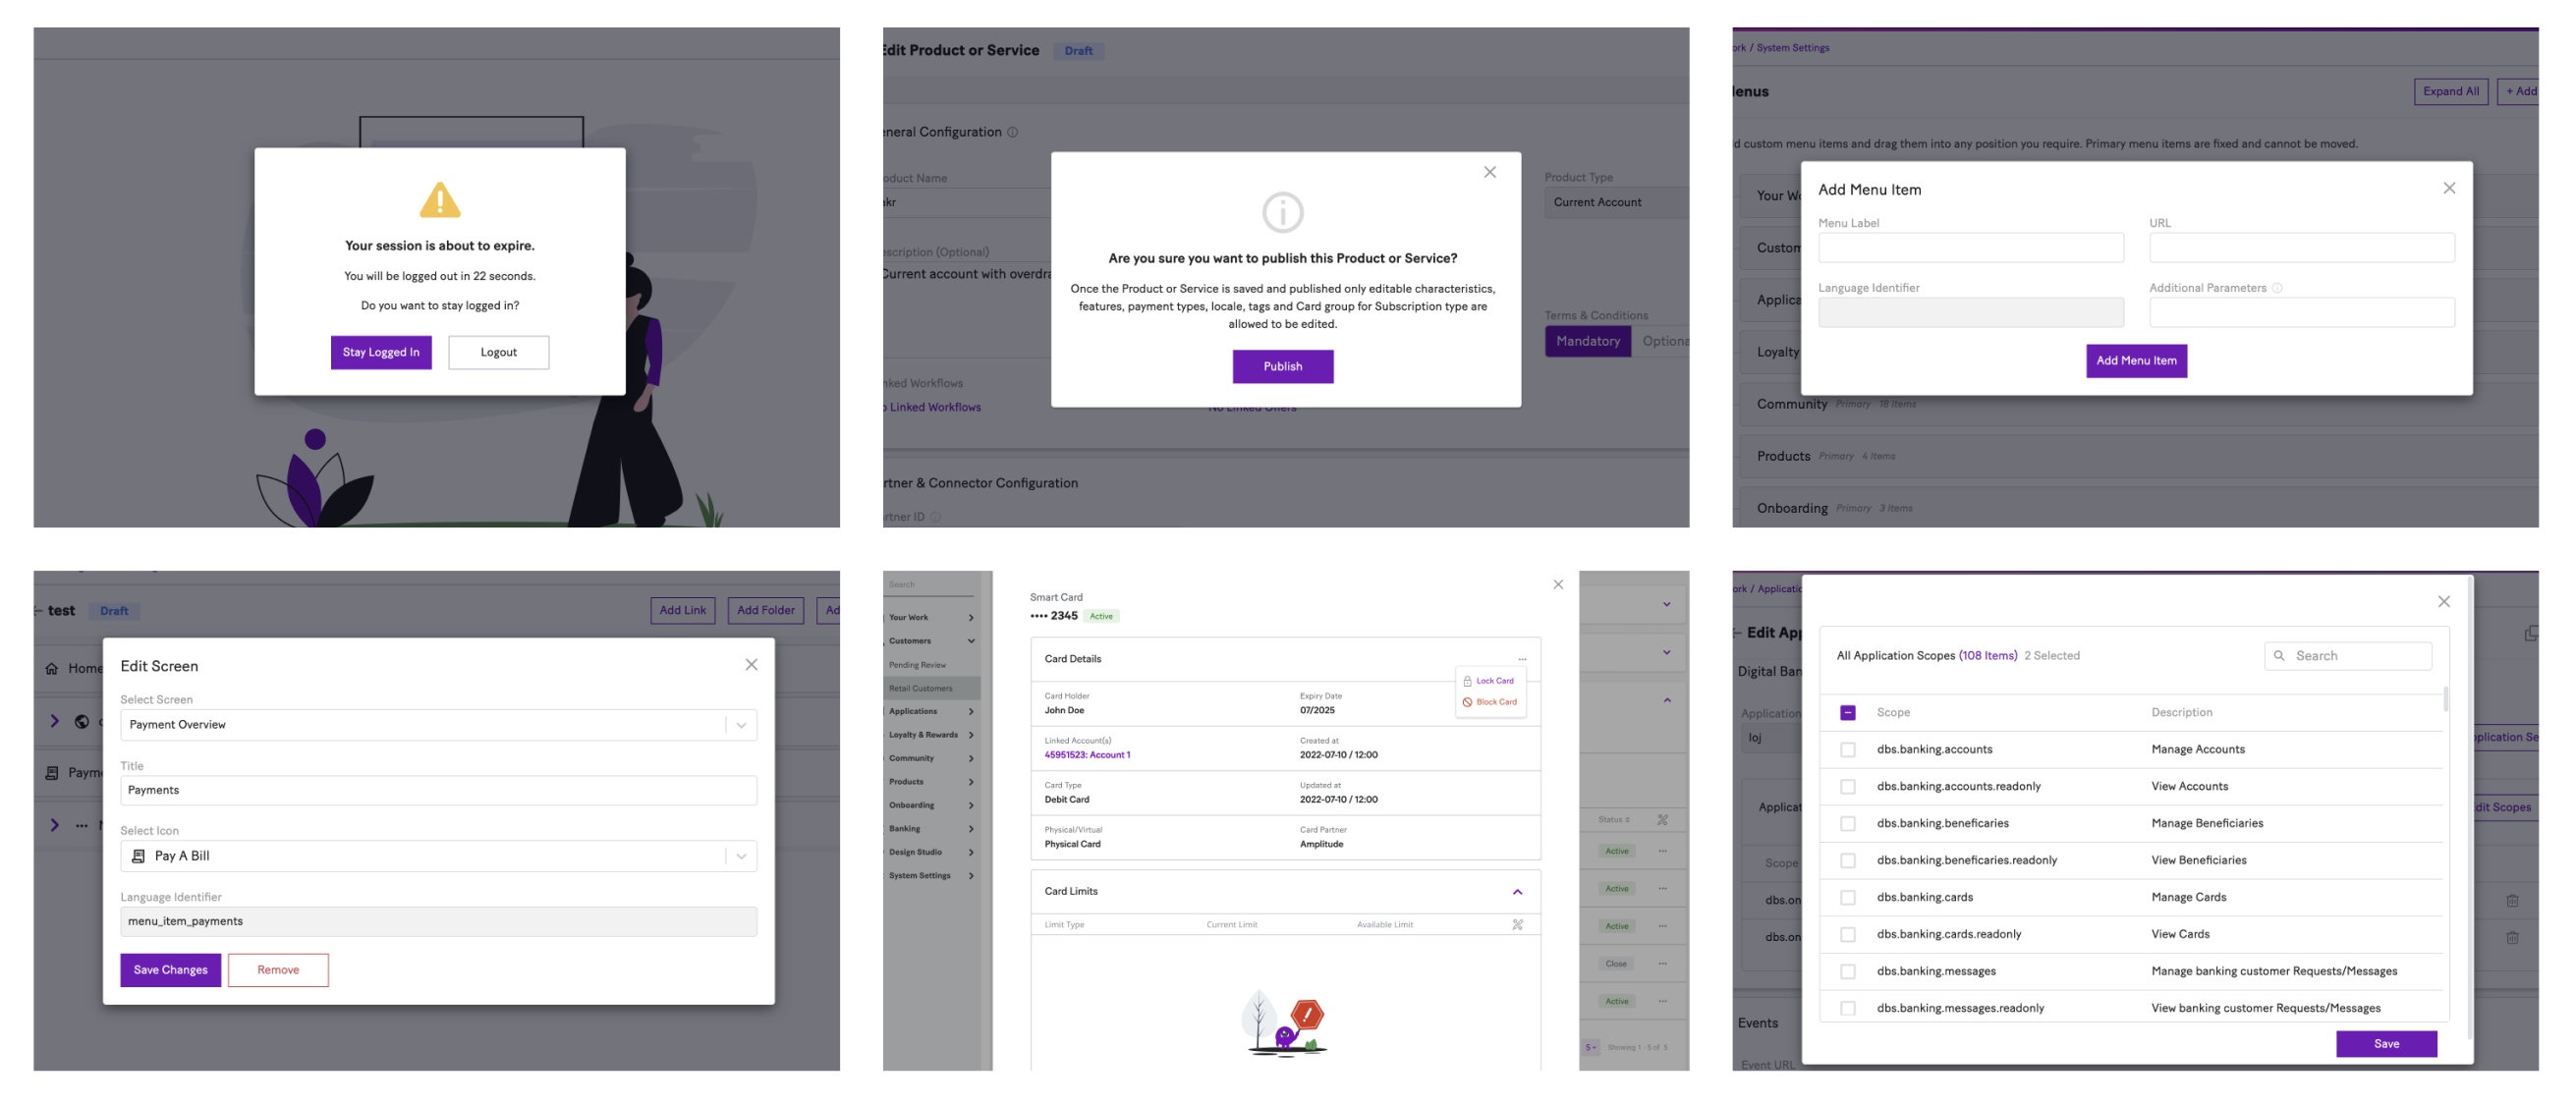 Your session is about to expire.
You will be logged out in 22 seconds.
Do you want to stay logged in?
Stay Logged In
Logout
Edit Product or Service
Draft
General Configuration
Product Name
akr
Description (Optional)
Current account with overdra
Product Type
Current Account
Terms & Conditions
Mandatory
Optiona
Linked Workflows
No Linked Workflows
No Linked Offers
Are you sure you want to publish this Product or Service?
Once the Product or Service is saved and published only editable characteristics,
features, payment types, locale, tags and Card group for Subscription type are
allowed to be edited.
Publish
rtner & Connector Configuration
rtner ID
ork / System Settings
Menus
Expand All
+ Add
d custom menu items and drag them into any position you require. Primary menu items are fixed and cannot be moved.
Your Wo
Custom
Applica
Loyalty
Community Primary 18 Items
Products Primary 4 Items
Onboarding Primary 3 Items
Add Menu Item
Menu Label
URL
Language Identifier
Additional Parameters
Add Menu Item
test
Draft
Add Link
Add Folder
Ad
Home
Paym
Edit Screen
Select Screen
Payment Overview
Title
Payments
Select Icon
Pay A Bill
Language Identifier
menu_item_payments
Save Changes
Remove
Search
Your Work
Customers
Pending Review
Retail Customers
Applications
Loyalty & Rewards
Community
Products
Onboarding
Banking
Design Studio
System Settings
Smart Card
•••• 2345 Active
Card Details
...
Lock Card
Block Card
Card Holder
John Doe
Expiry Date
07/2025
Linked Account(s)
45951523: Account 1
Created at
2022-07-10 / 12:00
Card Type
Debit Card
Updated at
2022-07-10 / 12:00
Physical/Virtual
Physical Card
Card Partner
Amplitude
Card Limits
Limit Type
Current Limit
Available Limit
Status
Active
Active
Active
Close
Active
5
Showing 1 - 5 of 5
ork / Applicatio
Edit App
Digital Ban
Application
loj
pplication Se
Applicat
dit Scopes
Scope
dbs.on
dbs.on
Events
Event URL
All Application Scopes (108 Items) 2 Selected
Search
Scope
Description
dbs.banking.accounts
Manage Accounts
dbs.banking.accounts.readonly
View Accounts
dbs.banking.beneficaries
Manage Beneficiaries
dbs.banking.beneficaries.readonly
View Beneficiaries
dbs.banking.cards
Manage Cards
dbs.banking.cards.readonly
View Cards
dbs.banking.messages
Manage banking customer Requests/Messages
dbs.banking.messages.readonly
View banking customer Requests/Messages
Save